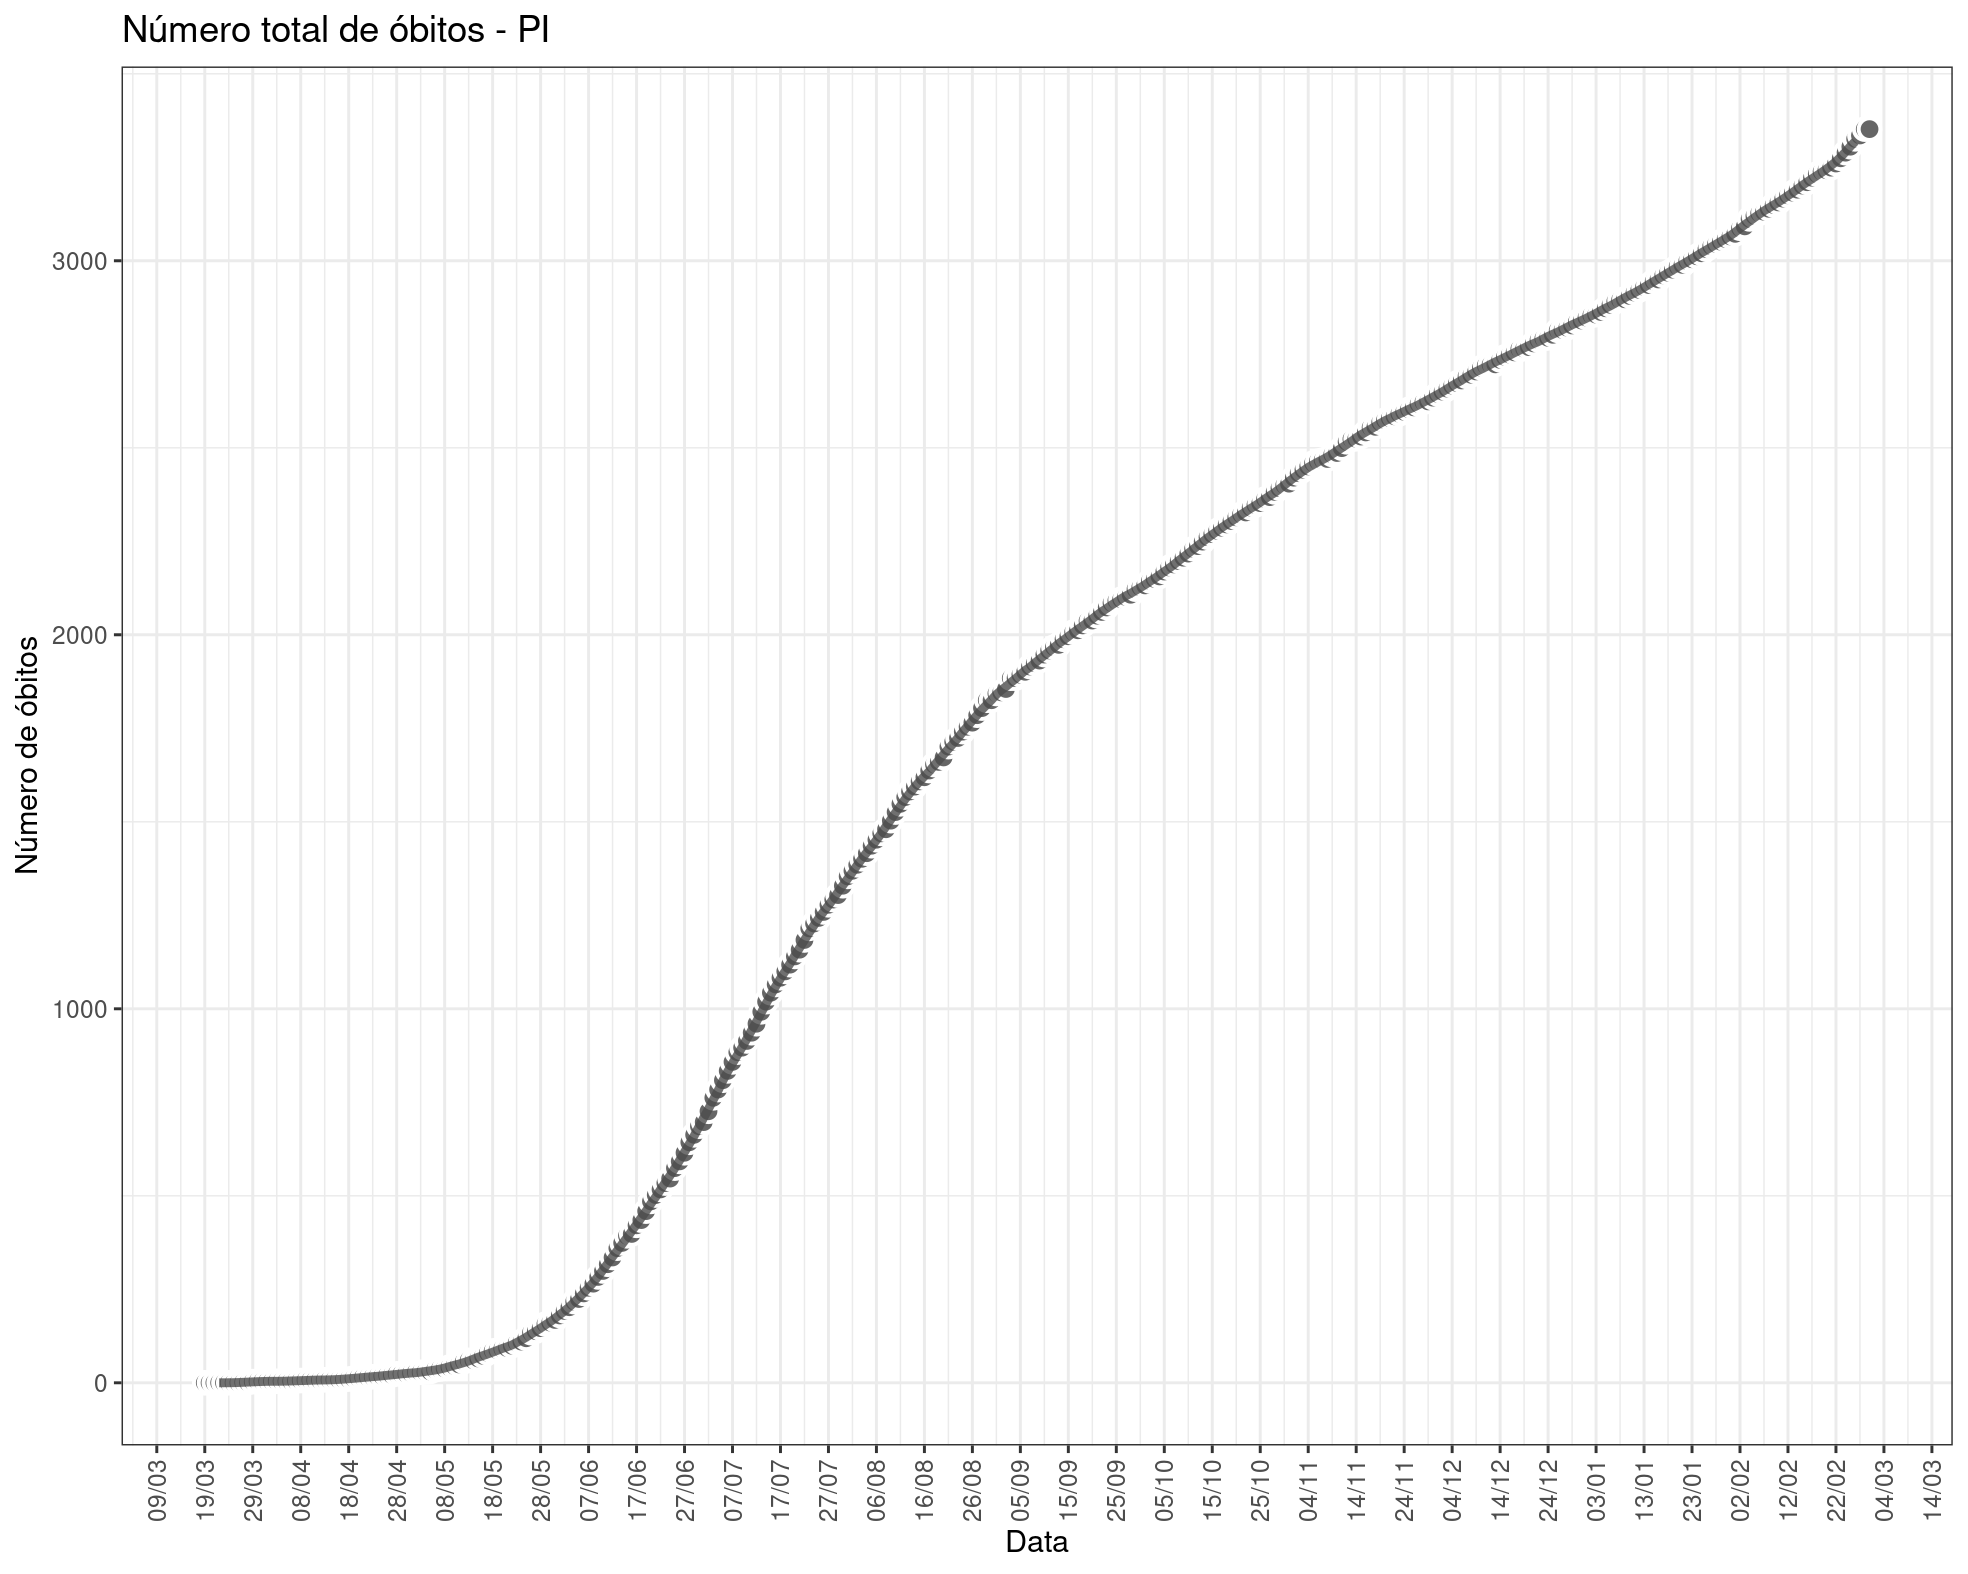 Número total de óbitos - PI
Número de óbitos
3000
2000
1000
0
09/03 19/03 29/03 08/04 18/04 28/04 08/05 18/05 28/05 07/06 17/06 27/06 07/07 17/07 27/07 06/08 16/08 26/08 05/09 15/09 25/09 05/10 15/10 25/10 04/11 14/11 24/11 04/12 14/12 24/12 03/01 13/01 23/01 02/02 12/02 22/02 04/03 14/03
Data